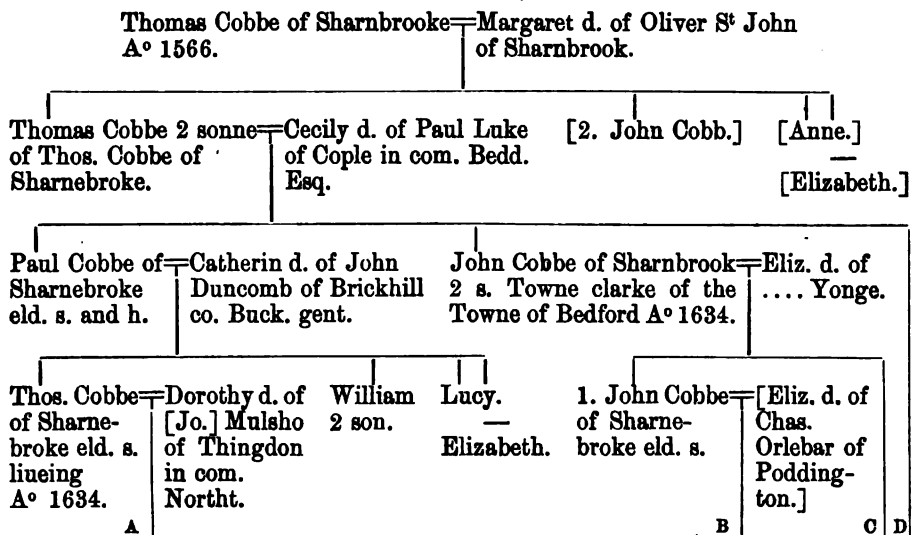 Thomas Cobbe of Sharnbrooke═Margaret d. of Oliver Sᵗ John
Aᵒ 1566.
of Sharnbrook.
Thomas Cobbe 2 sonne═Cecily d. of Paul Luke
of Thos. Cobbe of
Sharnebroke.
of Cople in com. Bedd.
Esq.
[2. John Cobb.]
[Anne.]
—
[Elizabeth.]
Paul Cobbe of═Catherin d. of John
Sharnebroke
eld. s. and h.
Duncomb of Brickhill
co. Buck. gent.
John Cobbe of Sharnbrook═Eliz. d. of
2 s. Towne clarke of the
Towne of Bedford Aᵒ 1634.
.... Yonge.
Thos. Cobbe═Dorothy d. of
of Sharne-
broke eld. s.
liueing
Aᵒ 1634.
[Jo.] Mulsho
of Thingdon
in com.
Northt.
William
2 son.
Lucy.
—
Elizabeth.
1. John Cobbe═[Eliz. d. of
of Sharne-
broke eld. s.
Chas.
Orlebar of
Podding-
ton.]
A
B
C
D